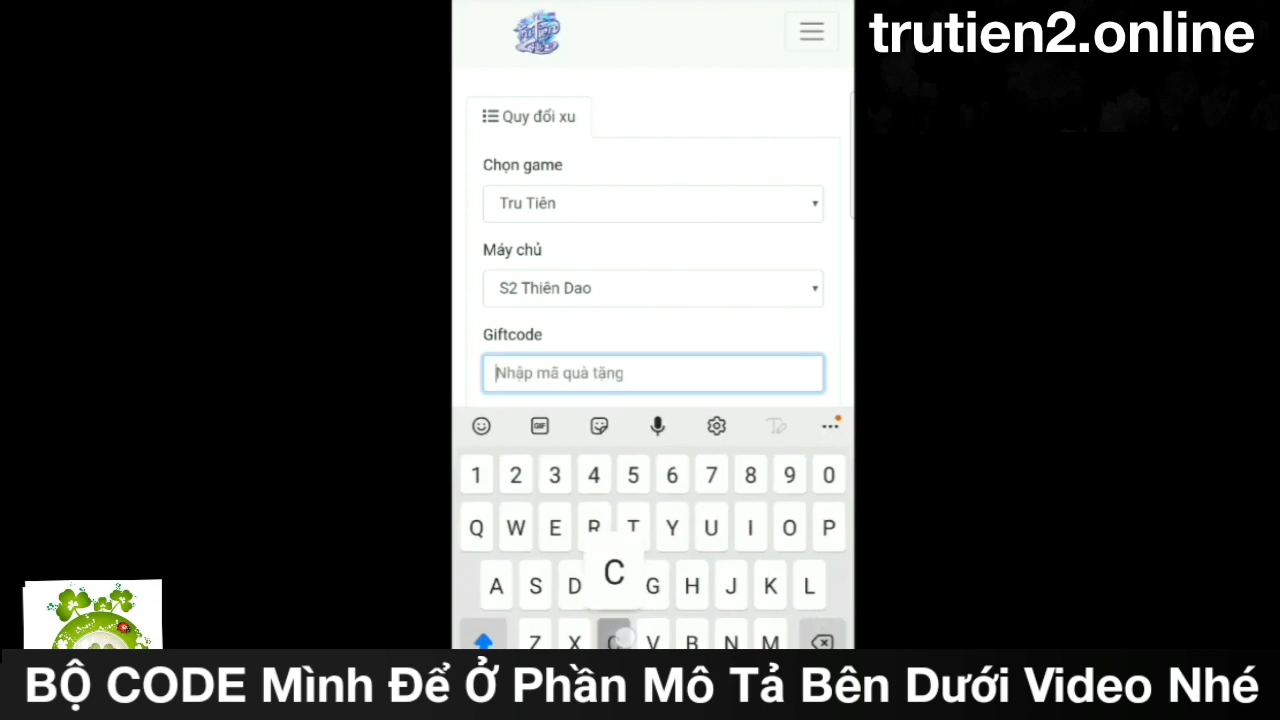 trutien2.online
Quy đổi xu
Chọn game
Tru Tiên
Máy chủ
S2 Thiên Dao
Giftcode
Nhập mã quà tặng
GIF
1 2 3 4 5 6 7 8 9 0
Q W E R T Y U I O P
C
A S D G H J K L
Z X C V B N M
BỘ CODE Mình Để Ở Phần Mô Tả Bên Dưới Video Nhé